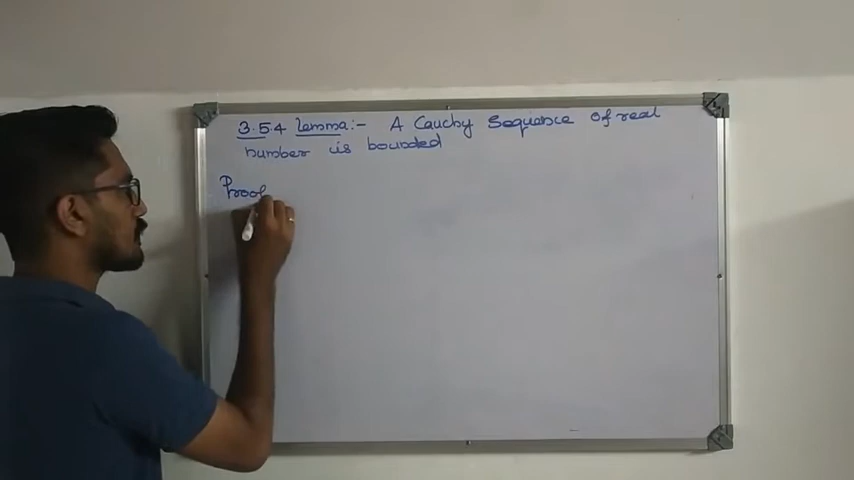 3.5.4 Lemma:- A Cauchy Sequence of real
number is bounded
Proof